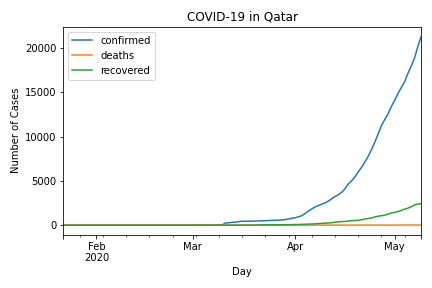 COVID-19 in Qatar
confirmed
deaths
recovered
Number of Cases
20000
15000
10000
5000
0
Feb
2020
Mar
Apr
May
Day